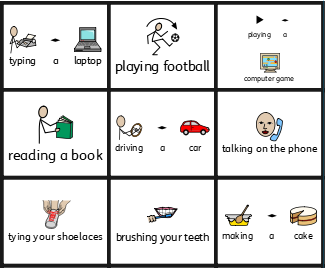 typing a laptop
playing football
playing a
computer game
reading a book
driving a car
talking on the phone
tying your shoelaces
brushing your teeth
making a cake